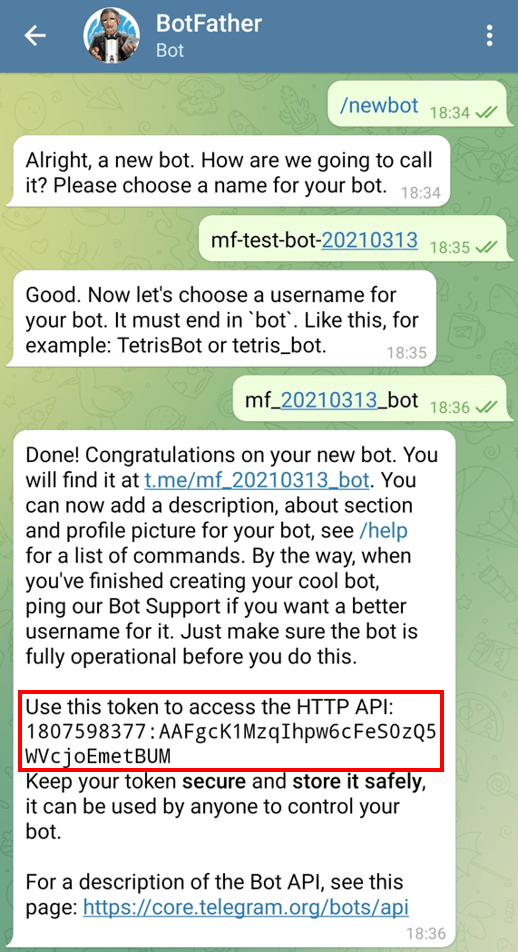 BotFather
Bot
/newbot 18:34
Alright, a new bot. How are we going to call
it? Please choose a name for your bot. 18:34
mf-test-bot-20210313 18:35
Good. Now let's choose a username for
your bot. It must end in `bot`. Like this, for
example: TetrisBot or tetris_bot. 18:35
mf_20210313_bot 18:36
Done! Congratulations on your new bot. You
will find it at t.me/mf_20210313_bot. You
can now add a description, about section
and profile picture for your bot, see /help
for a list of commands. By the way, when
you've finished creating your cool bot,
ping our Bot Support if you want a better
username for it. Just make sure the bot is
fully operational before you do this.
Use this token to access the HTTP API:
1807598377:AAFgcK1MzqIhpw6cFeS0zQ5
WVcjoEmetBUM
Keep your token secure and store it safely,
it can be used by anyone to control your
bot.
For a description of the Bot API, see this
page: https://core.telegram.org/bots/api
18:36